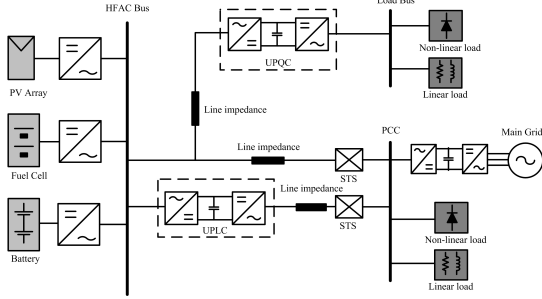 HFAC Bus
Load Bus
UPQC
Non-linear load
PV Array
Linear load
Line impedance
PCC
Main Grid
Line impedance
Fuel Cell
STS
Line impedance
UPLC
STS
Non-linear load
Battery
Linear load